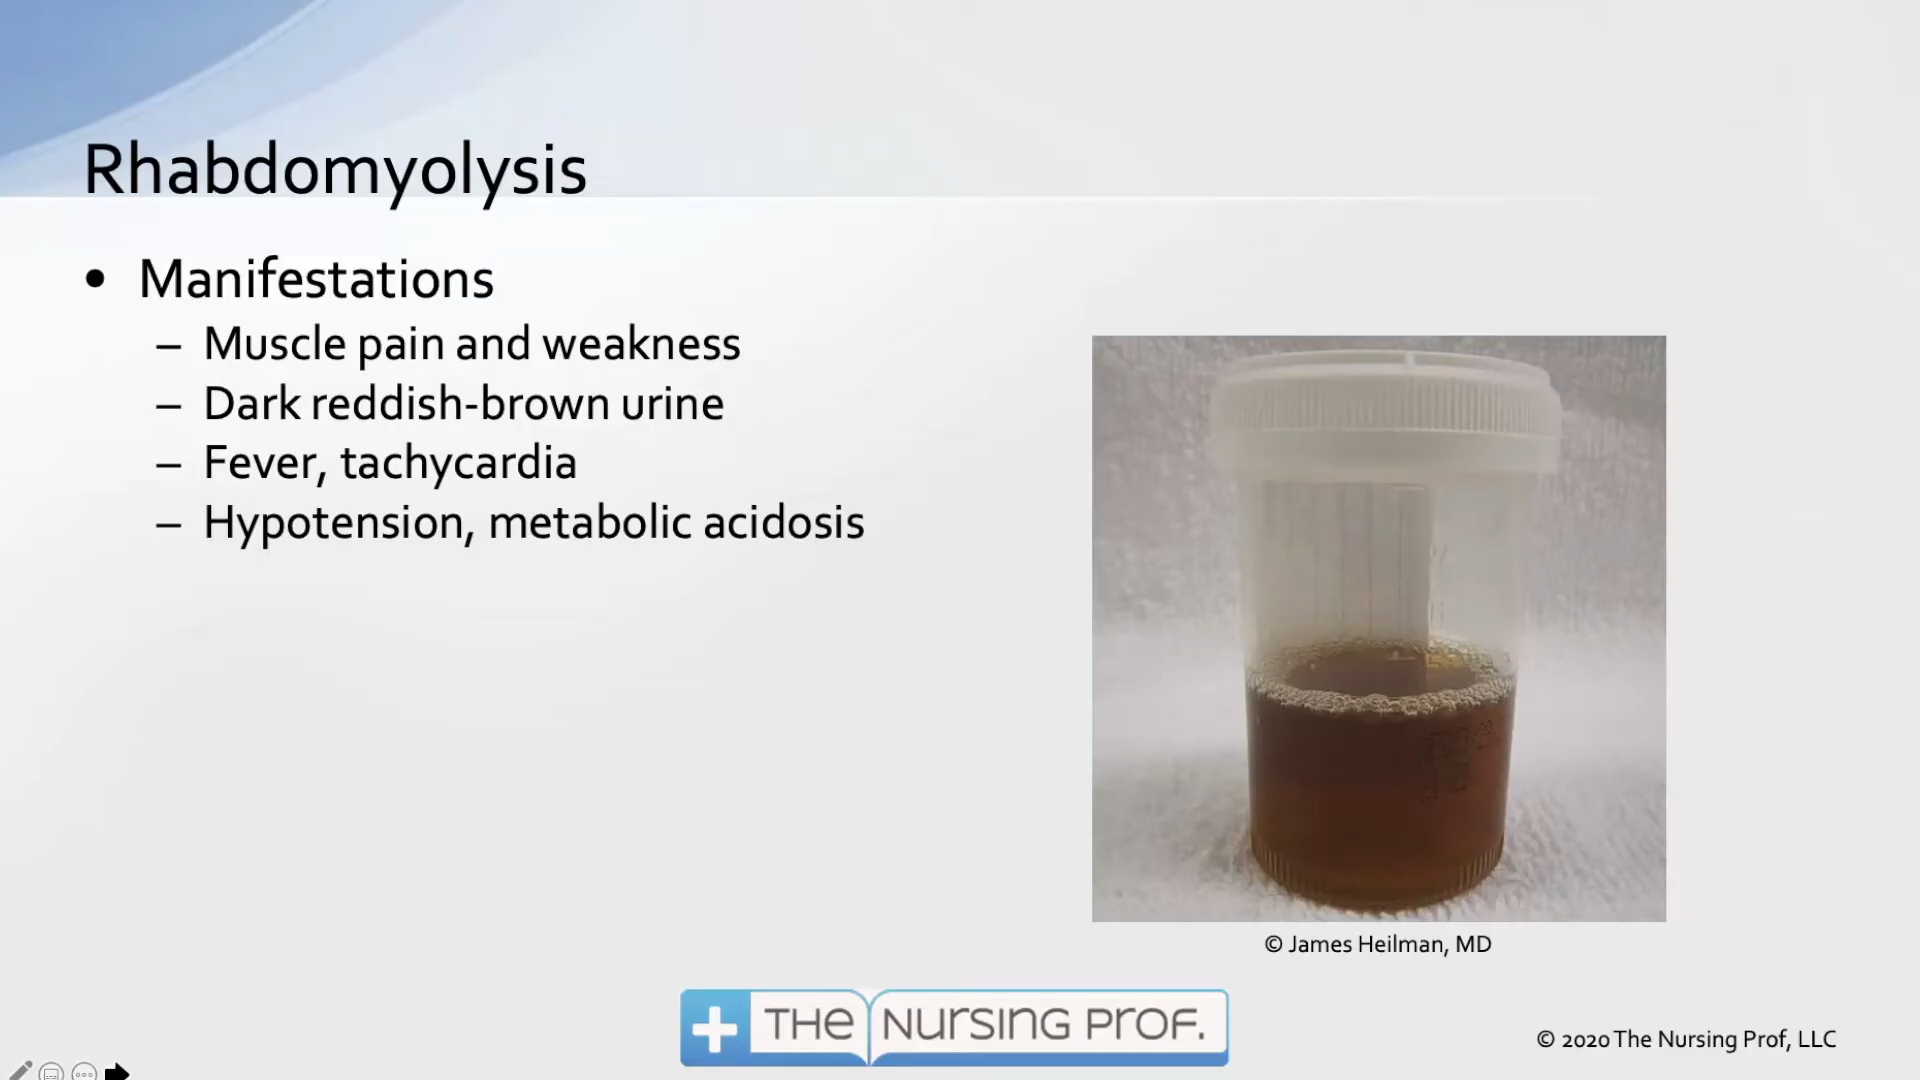 Rhabdomyolysis
• Manifestations
– Muscle pain and weakness
– Dark reddish-brown urine
– Fever, tachycardia
– Hypotension, metabolic acidosis
© James Heilman, MD
THE NURSING PROF.
© 2020 The Nursing Prof, LLC